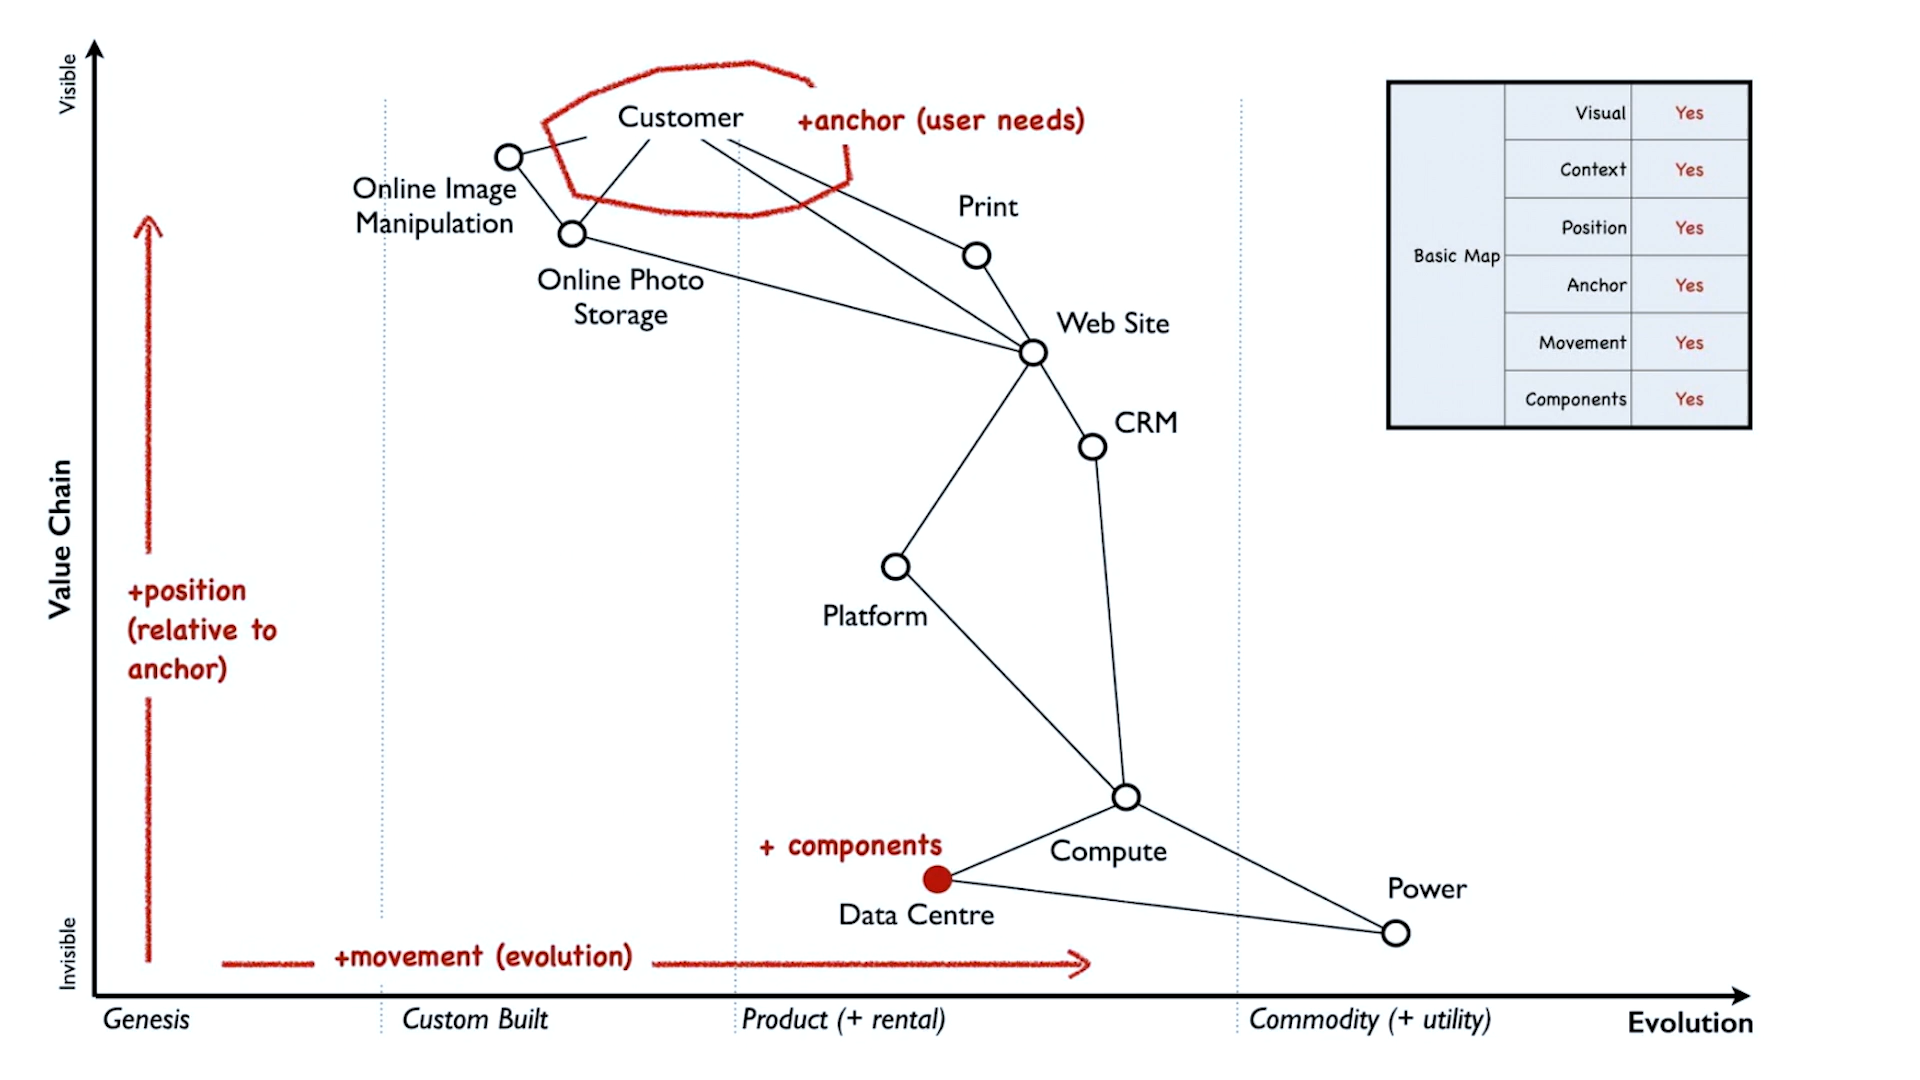 Visible
Customer
+anchor (user needs)
Online Image
Manipulation
Print
Online Photo
Storage
Web Site
CRM
Value Chain
+position
(relative to
anchor)
Platform
+ components
Compute
Data Centre
Power
Invisible
+movement (evolution)
Genesis
Custom Built
Product (+ rental)
Commodity (+ utility)
Evolution
Basic Map
Visual Yes
Context Yes
Position Yes
Anchor Yes
Movement Yes
Components Yes